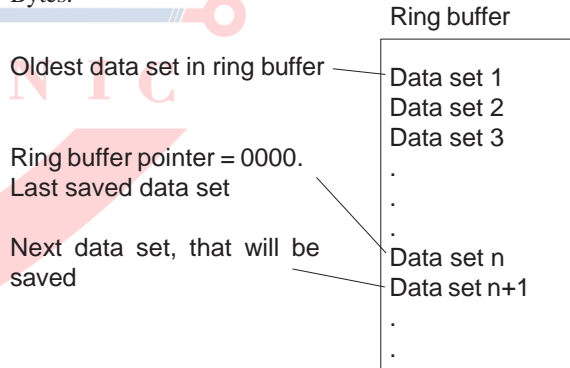 Bytes.
Ring buffer
Oldest data set in ring buffer
N T C
Ring buffer pointer = 0000.
Last saved data set
Next data set, that will be
saved
Data set 1
Data set 2
Data set 3
.
.
.
Data set n
Data set n+1
.
.